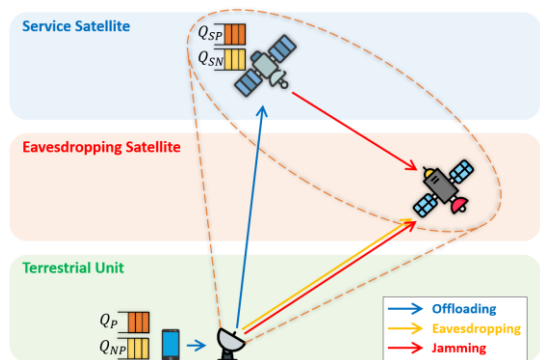 Service Satellite
Q_SP
Q_SN
Eavesdropping Satellite
Terrestrial Unit
Q_P
Q_NP
Offloading
Eavesdropping
Jamming